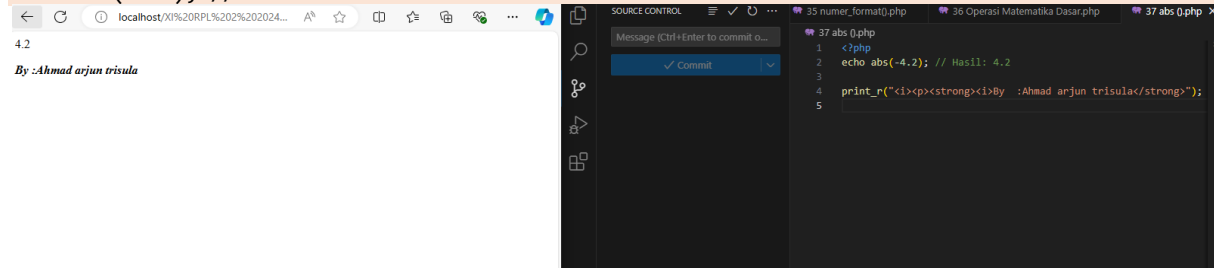 localhost/XI%20RPL%202%202024...
4.2
By :Ahmad arjun trisula
SOURCE CONTROL
Message (Ctrl+Enter to commit o...
Commit
35 numer_format().php
36 Operasi Matematika Dasar.php
37 abs ().php
37 abs ().php
1 <?php
2 echo abs(-4.2); // Hasil: 4.2
3
4 print_r("<i><p><strong><i>By  :Ahmad arjun trisula</strong>");
5